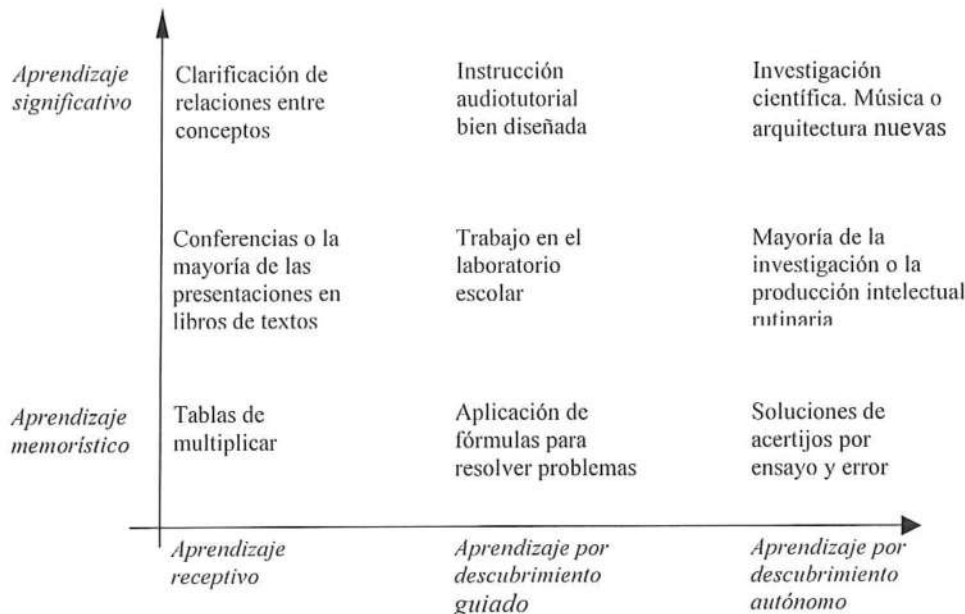 Aprendizaje
significativo
Clarificación de
relaciones entre
conceptos
Instrucción
audiotutorial
bien diseñada
Investigación
científica. Música o
arquitectura nuevas
Conferencias o la
mayoría de las
presentaciones en
libros de textos
Trabajo en el
laboratorio
escolar
Mayoría de la
investigación o la
producción intelectual
rutinaria
Aprendizaje
memorístico
Tablas de
multiplicar
Aplicación de
fórmulas para
resolver problemas
Soluciones de
acertijos por
ensayo y error
Aprendizaje
receptivo
Aprendizaje por
descubrimiento
guiado
Aprendizaje por
descubrimiento
autónomo